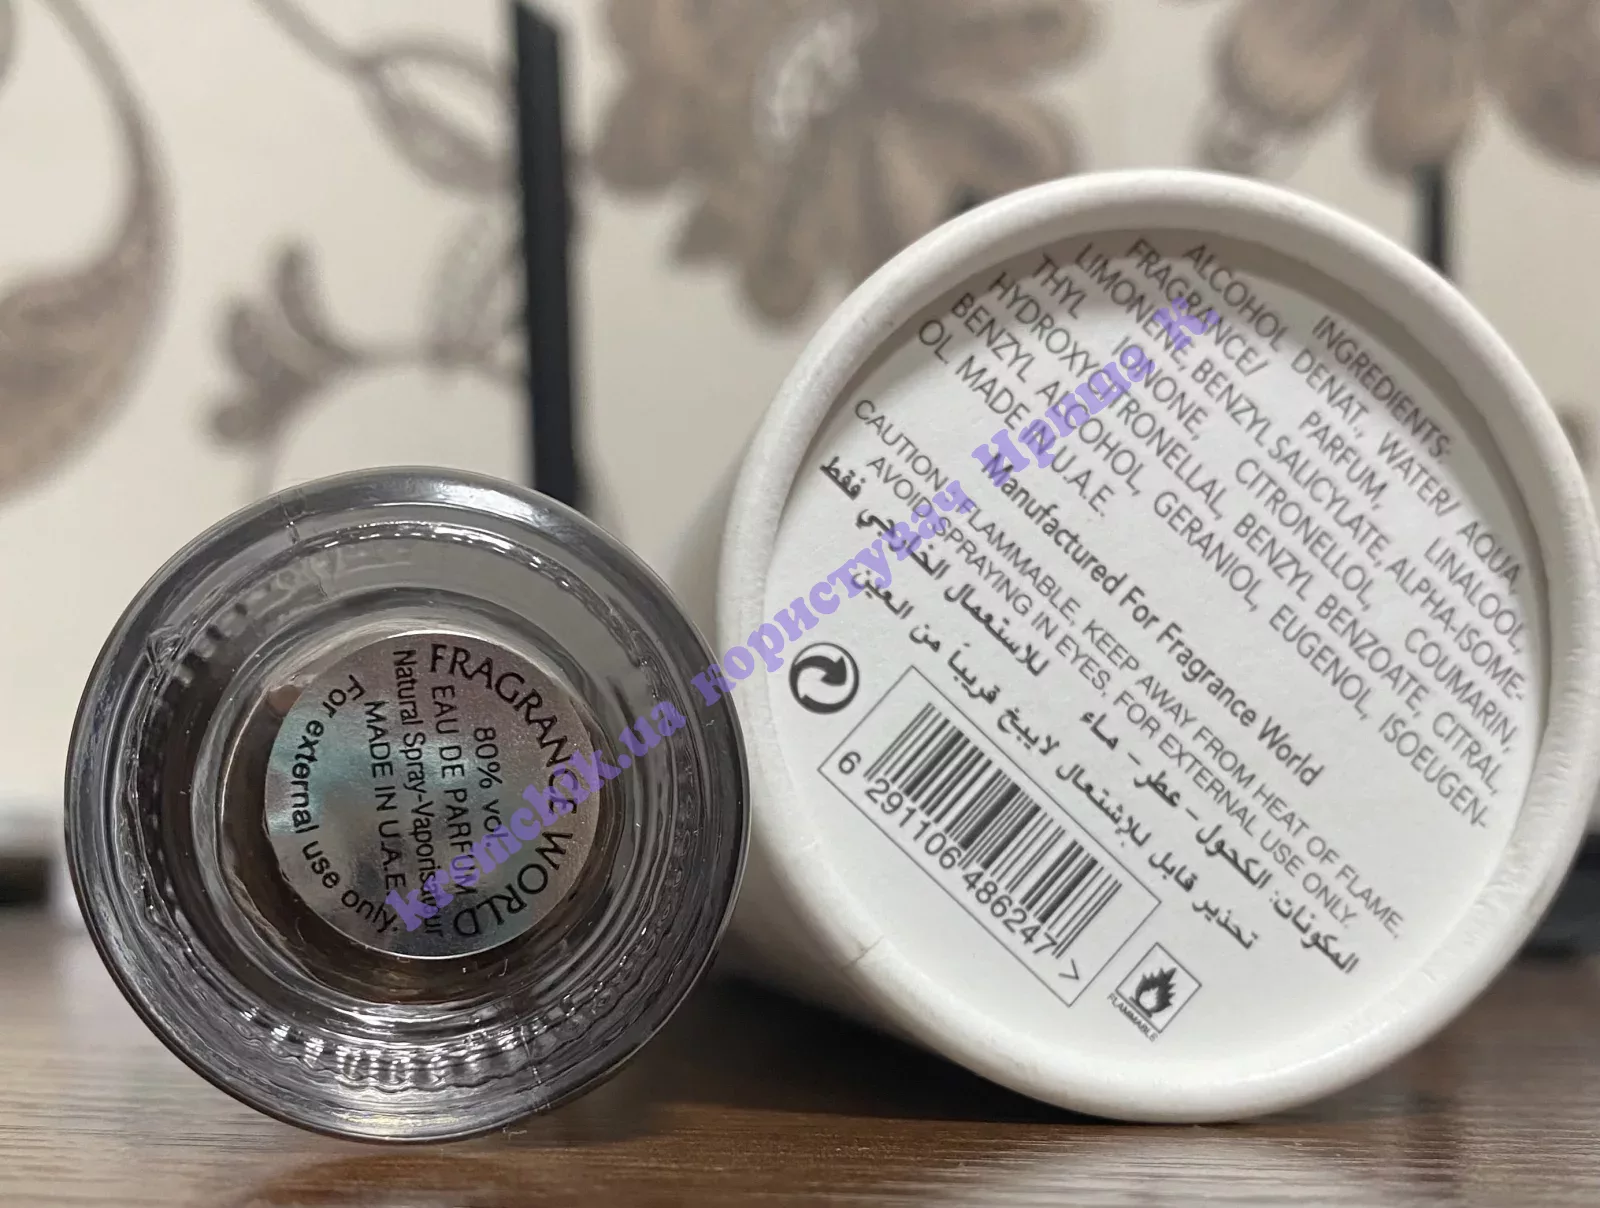 FRAGRANCE WORLD
80% vol.
EAU DE PARFUM
Natural Spray-Vaporisateur
MADE IN U.A.E.
For external use only.
INGREDIENTS:
ALCOHOL DENAT., WATER/ AQUA,
FRAGRANCE/ PARFUM, LINALOOL,
LIMONENE, BENZYL SALICYLATE, ALPHA-ISOME-
THYL IONONE, CITRONELLOL, COUMARIN,
HYDROXYCITRONELLAL, BENZYL BENZOATE, CITRAL,
BENZYL ALCOHOL, GERANIOL, EUGENOL, ISOEUGEN-
OL. MADE IN U.A.E.
Manufactured For Fragrance World
CAUTION: FLAMMABLE, KEEP AWAY FROM HEAT OF FLAME,
AVOID SPRAYING IN EYES. FOR EXTERNAL USE ONLY.
المكونات: الكحول - عطر - ماء للاستعمال الخارجي فقط
تحذير قابل للإشتعال لايبخ قريباً من العين
6 291106 486247 >
FLAMMABLE
kremchok.ua користувач Ириша К